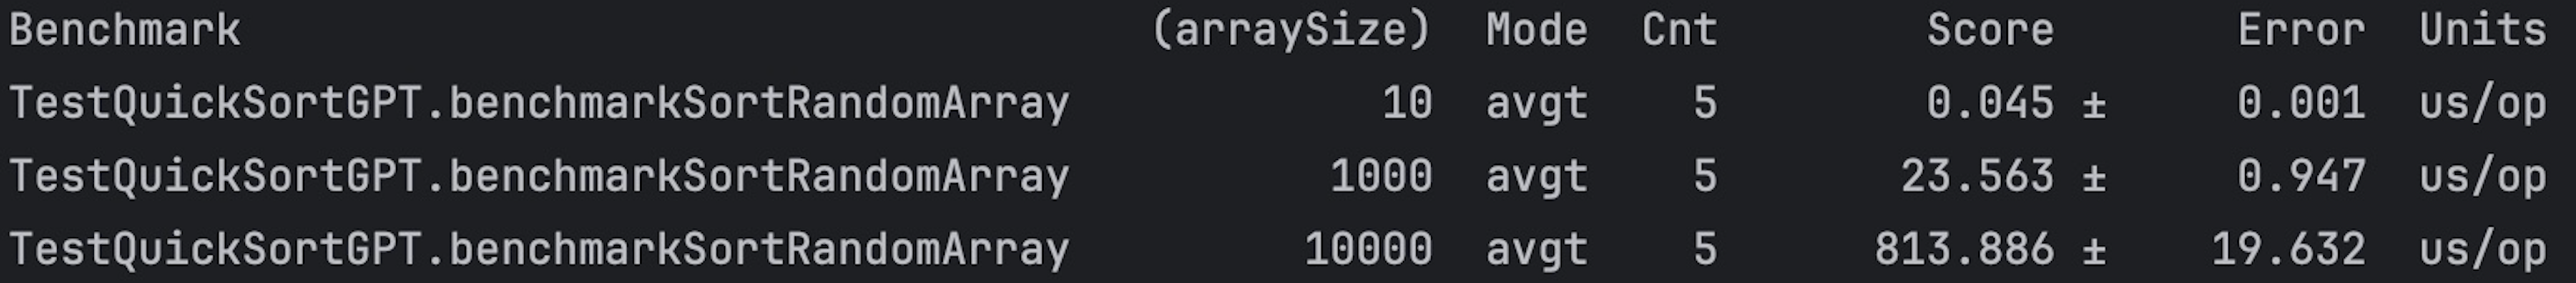 Benchmark (arraySize) Mode Cnt Score Error Units
TestQuickSortGPT.benchmarkSortRandomArray 10 avgt 5 0.045 ± 0.001 us/op
TestQuickSortGPT.benchmarkSortRandomArray 1000 avgt 5 23.563 ± 0.947 us/op
TestQuickSortGPT.benchmarkSortRandomArray 10000 avgt 5 813.886 ± 19.632 us/op